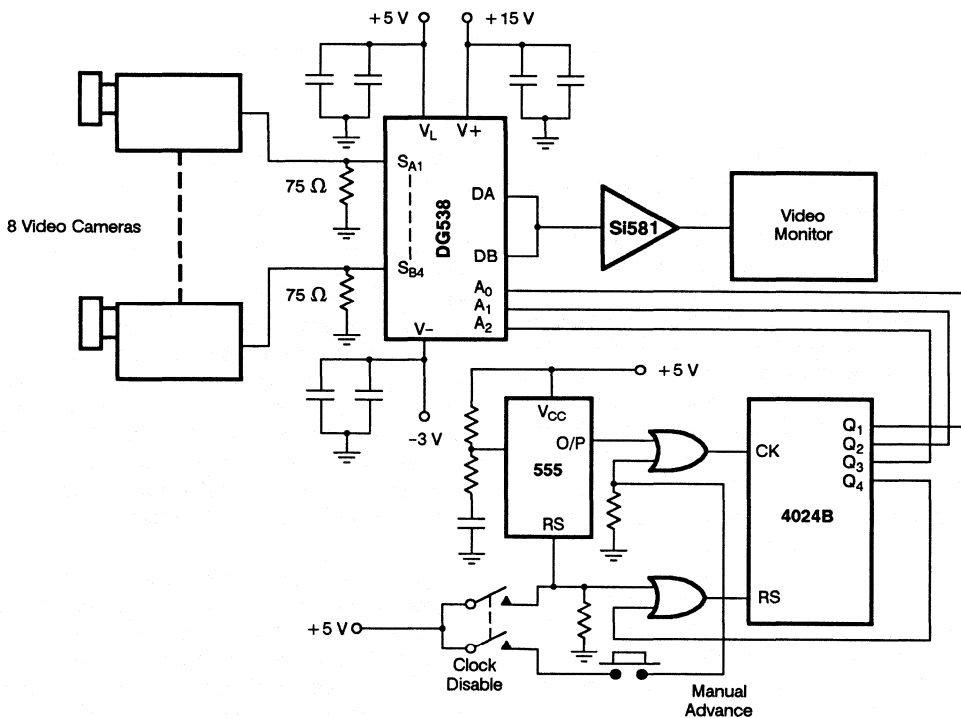 +5 V
+15 V
V_L
V+
S_A1
75 Ω
DG538
DA
DB
Si581
Video
Monitor
8 Video Cameras
S_B4
75 Ω
A_0
A_1
A_2
V−
−3 V
+5 V
V_CC
O/P
555
RS
CK
Q_1
Q_2
Q_3
Q_4
4024B
RS
+5 V
Clock
Disable
Manual
Advance